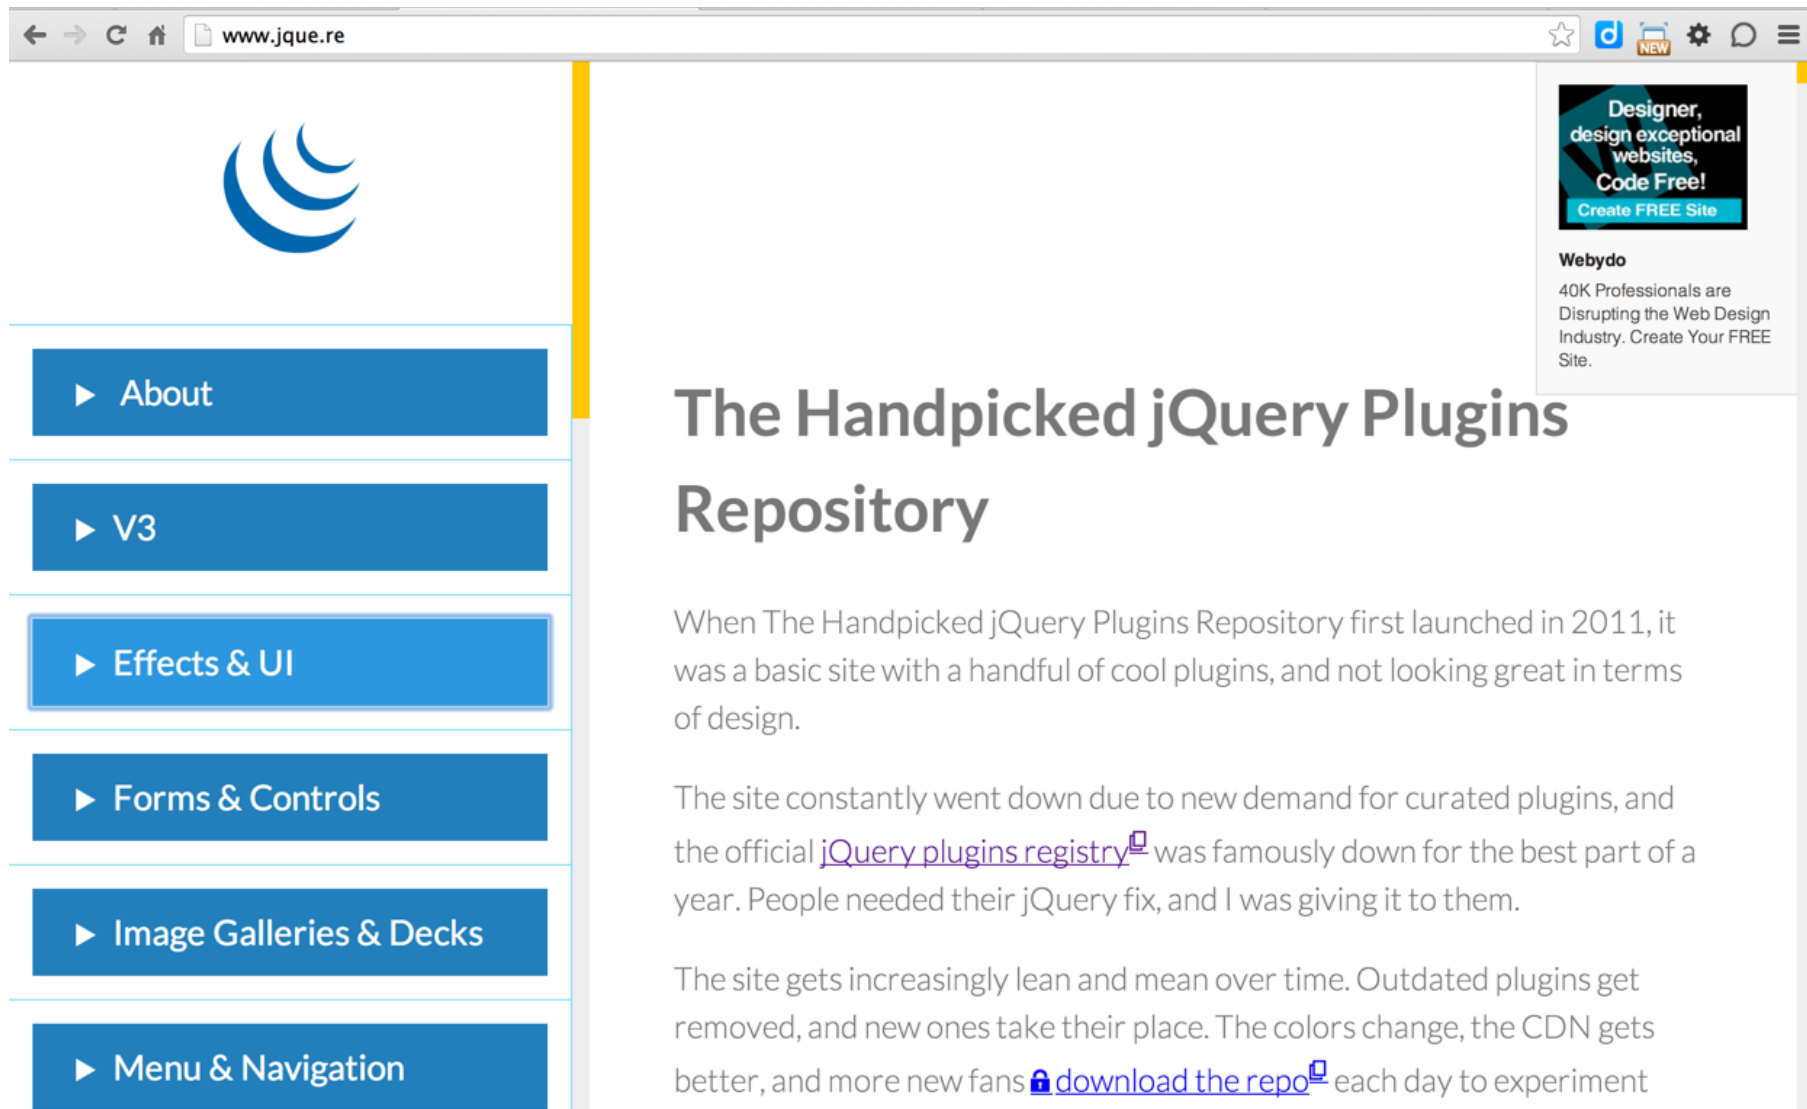 www.jque.re
NEW
Designer,
design exceptional
websites,
Code Free!
Create FREE Site
Webydo
40K Professionals are
Disrupting the Web Design
Industry. Create Your FREE
Site.
About
V3
Effects & UI
Forms & Controls
Image Galleries & Decks
Menu & Navigation
The Handpicked jQuery Plugins
Repository
When The Handpicked jQuery Plugins Repository first launched in 2011, it
was a basic site with a handful of cool plugins, and not looking great in terms
of design.
The site constantly went down due to new demand for curated plugins, and
the official jQuery plugins registry was famously down for the best part of a
year. People needed their jQuery fix, and I was giving it to them.
The site gets increasingly lean and mean over time. Outdated plugins get
removed, and new ones take their place. The colors change, the CDN gets
better, and more new fans download the repo each day to experiment